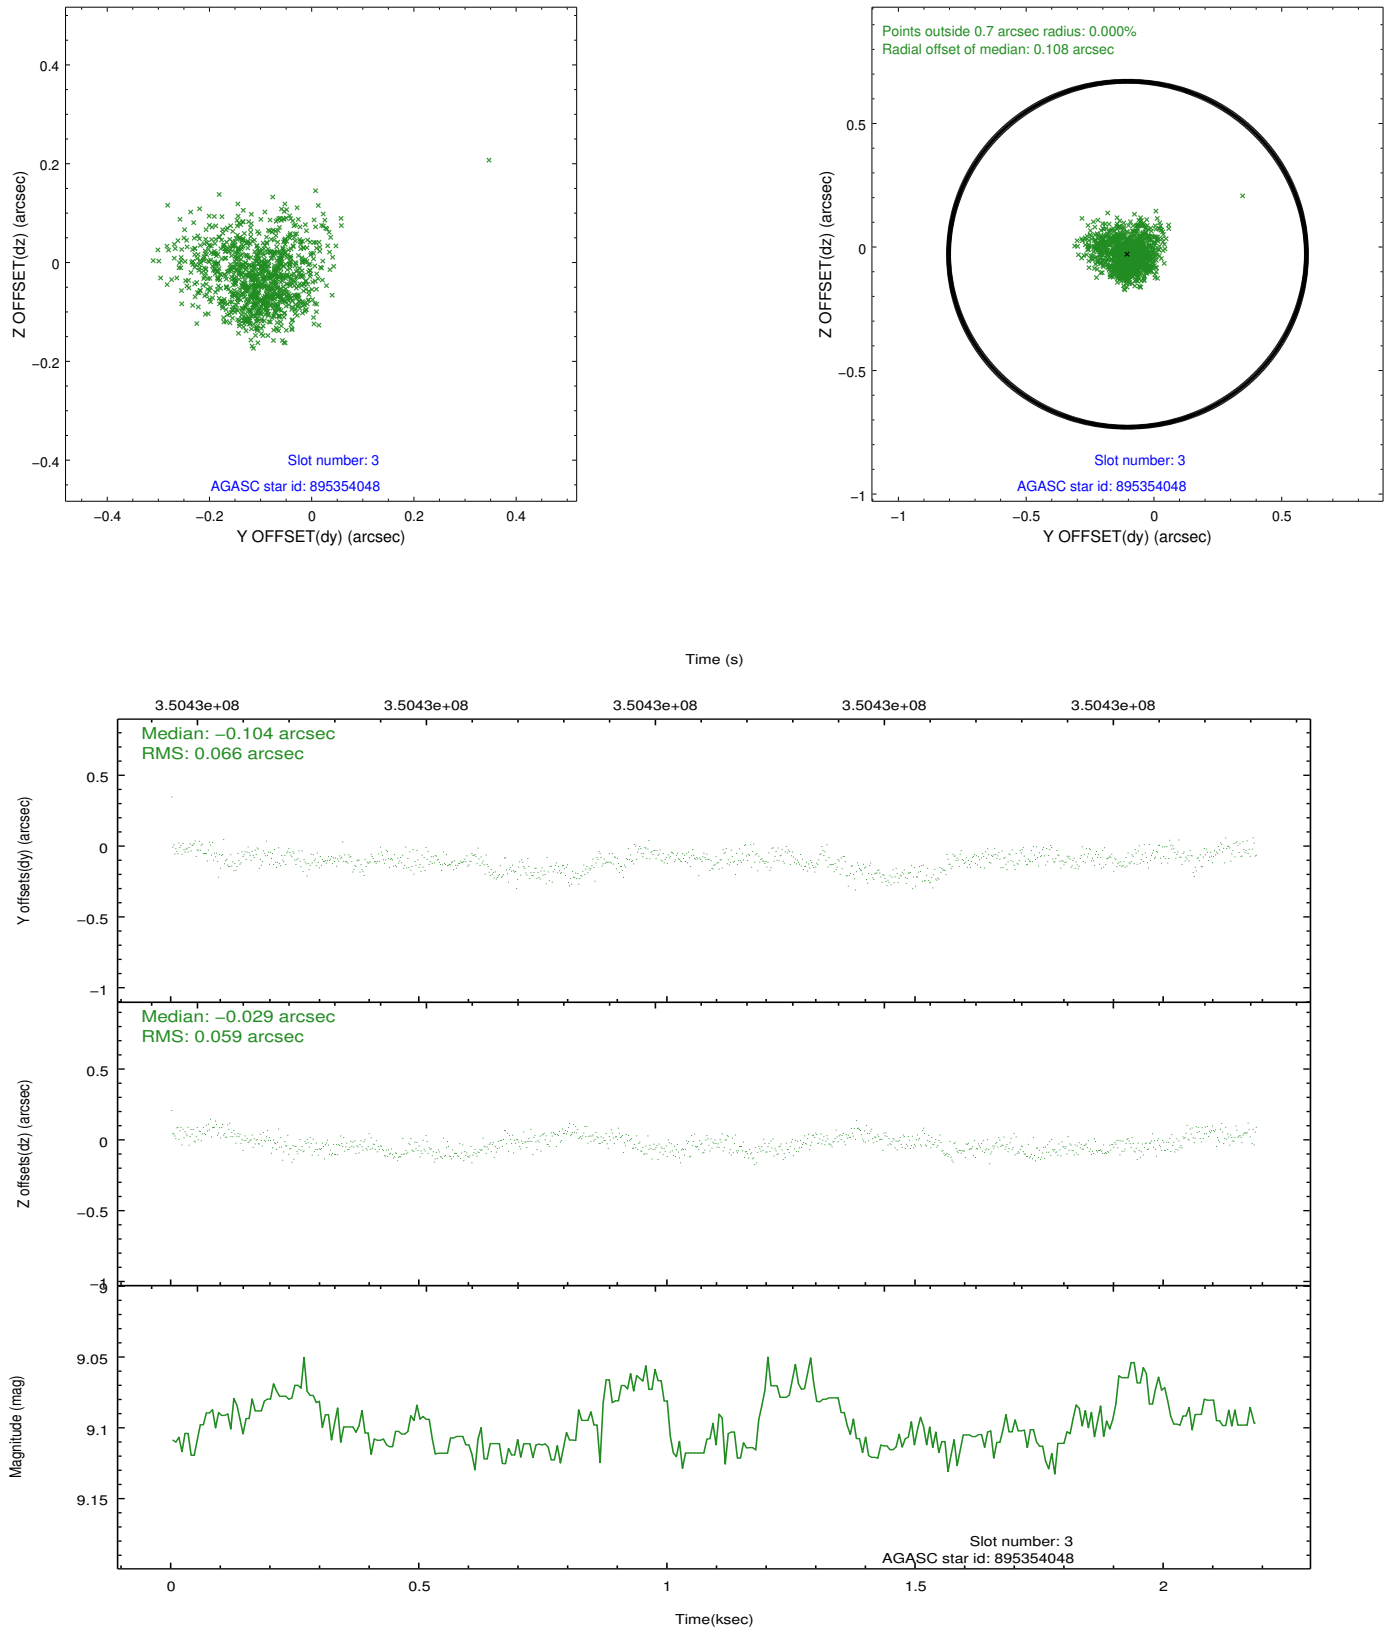 Points outside 0.7 arcsec radius: 0.000%
Radial offset of median: 0.108 arcsec
0.4
0.2
0
−0.2
−0.4
Z OFFSET(dz) (arcsec)
Slot number: 3
AGASC star id: 895354048
−0.4
−0.2
0
0.2
0.4
Y OFFSET(dy) (arcsec)
0.5
0
−0.5
−1
Z OFFSET(dz) (arcsec)
Slot number: 3
AGASC star id: 895354048
−1
−0.5
0
0.5
Y OFFSET(dy) (arcsec)
Time (s)
3.5043e+08
3.5043e+08
3.5043e+08
3.5043e+08
3.5043e+08
Median: −0.104 arcsec
RMS: 0.066 arcsec
0.5
0
−0.5
−1
Y offsets(dy) (arcsec)
Median: −0.029 arcsec
RMS: 0.059 arcsec
0.5
0
−0.5
−1
Z offsets(dz) (arcsec)
9
9.05
9.1
9.15
Magnitude (mag)
Slot number: 3
AGASC star id: 895354048
0
0.5
1
1.5
2
Time(ksec)